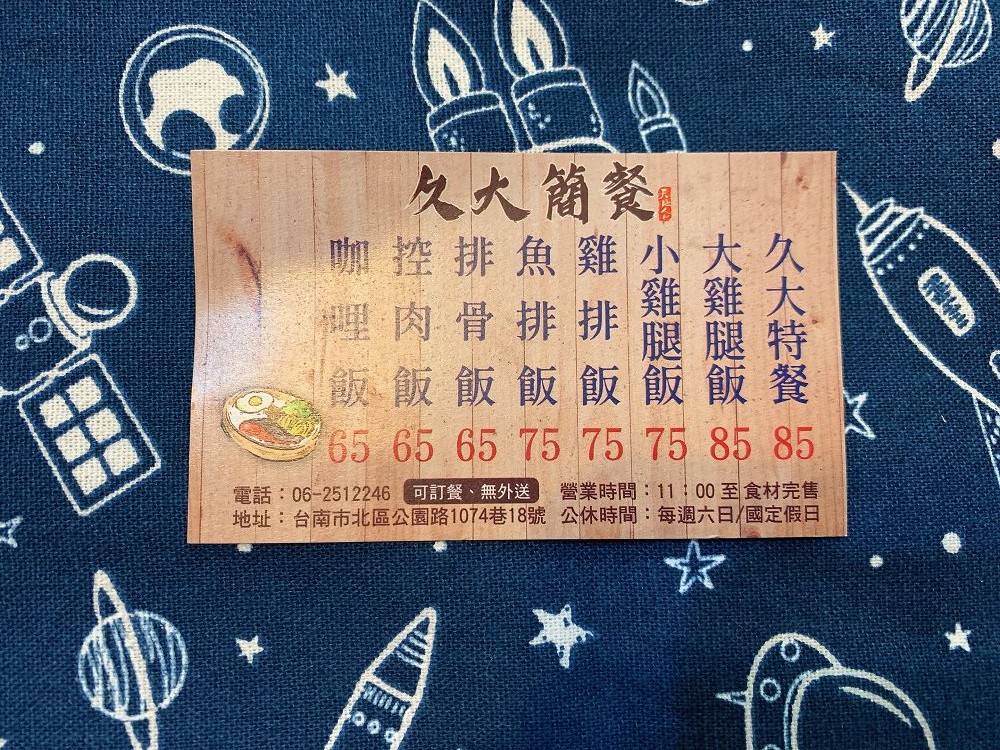 久大簡餐
久大特餐 85
大雞腿飯 85
小雞腿飯 75
雞排飯 75
魚排飯 75
排骨飯 65
控肉飯 65
咖哩飯 65
電話：06-2512246 可訂餐、無外送 營業時間：11：00 至 食材完售
地址：台南市北區公園路1074巷18號 公休時間：每週六日/國定假日